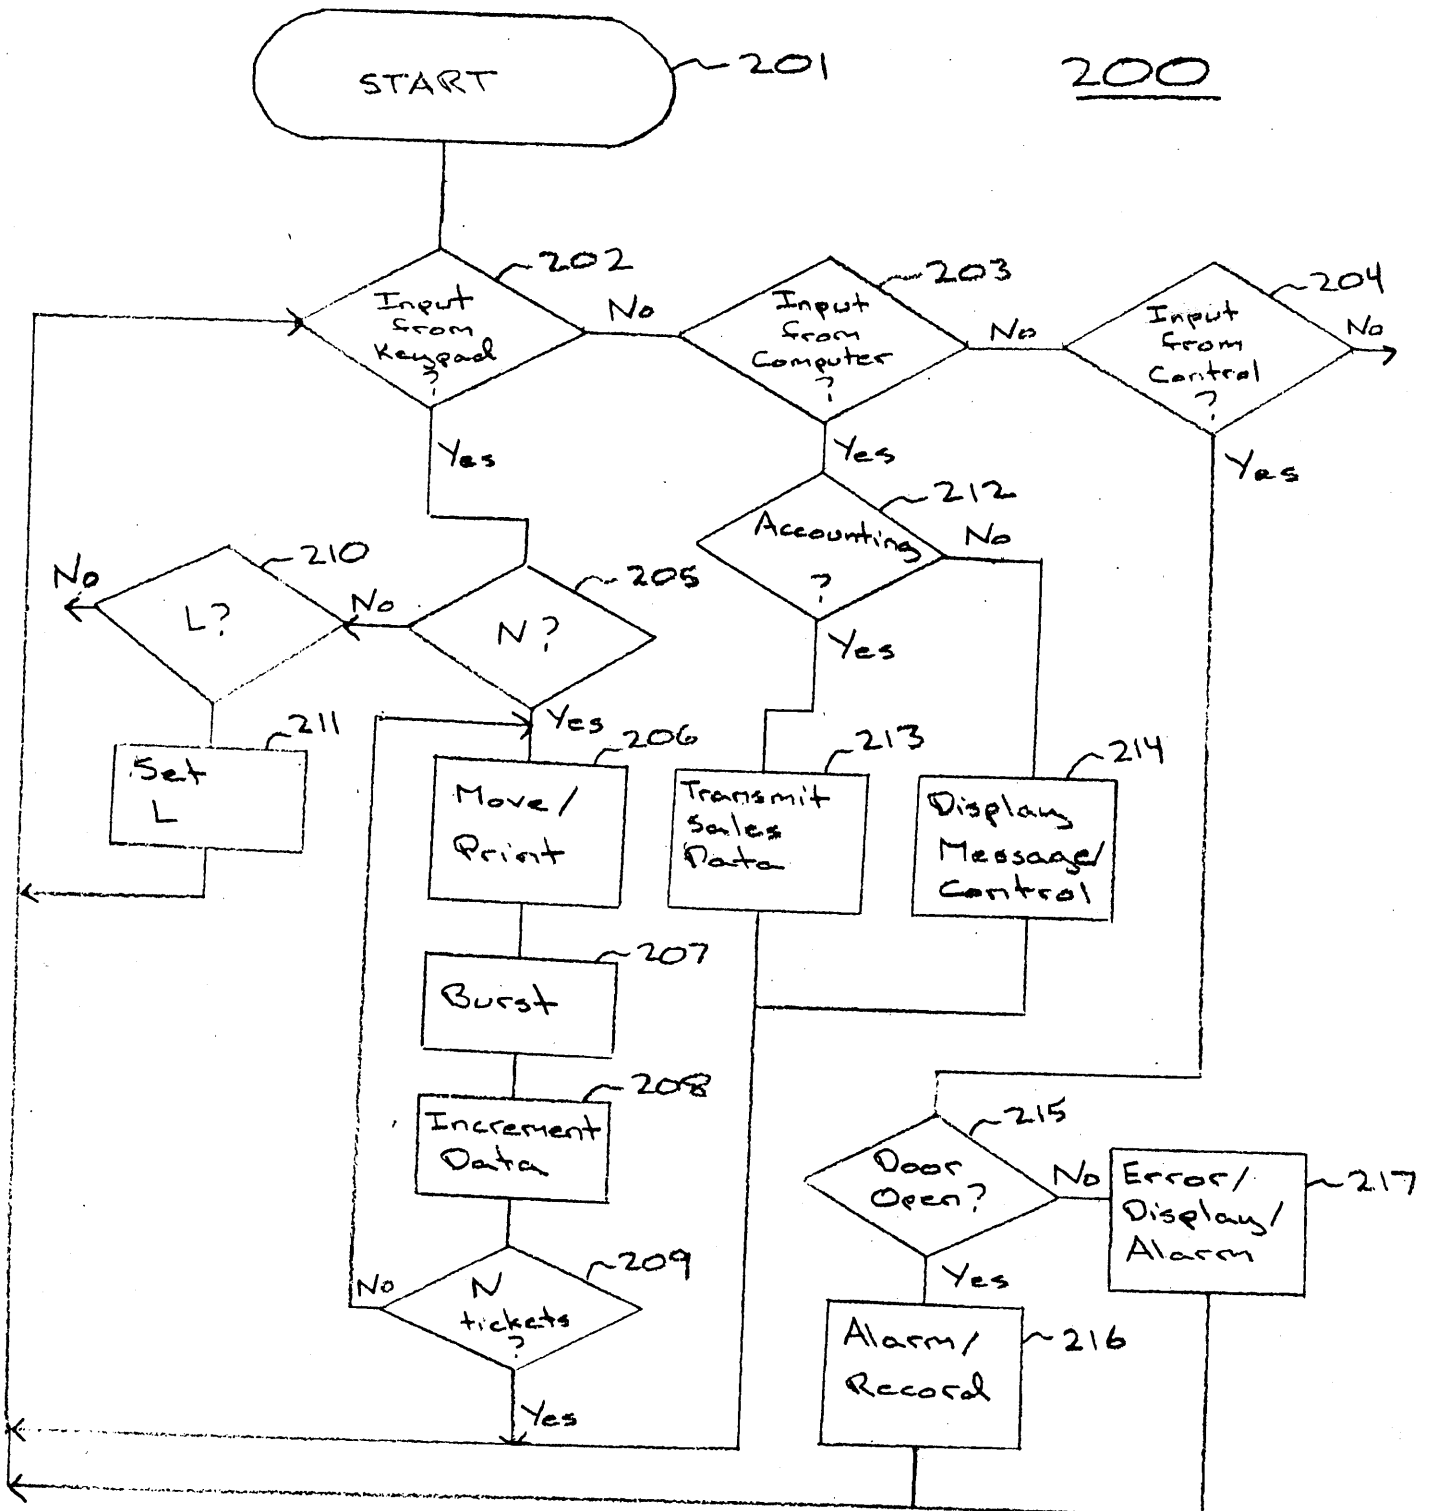 START
201
200
202
Input
from
Keypad
?
No
203
Input
from
Computer
?
No
204
Input
from
Control
?
No
Yes
Yes
Yes
210
No
L?
No
205
N?
212
Accounting
?
No
Yes
Yes
211
Set
L
206
Move/
Print
213
Transmit
Sales
Data
214
Display
Message/
Control
207
Burst
208
Increment
Data
209
No
N
tickets
?
Yes
215
Door
Open?
No
Yes
Error/
Display/
Alarm
217
Alarm/
Record
216